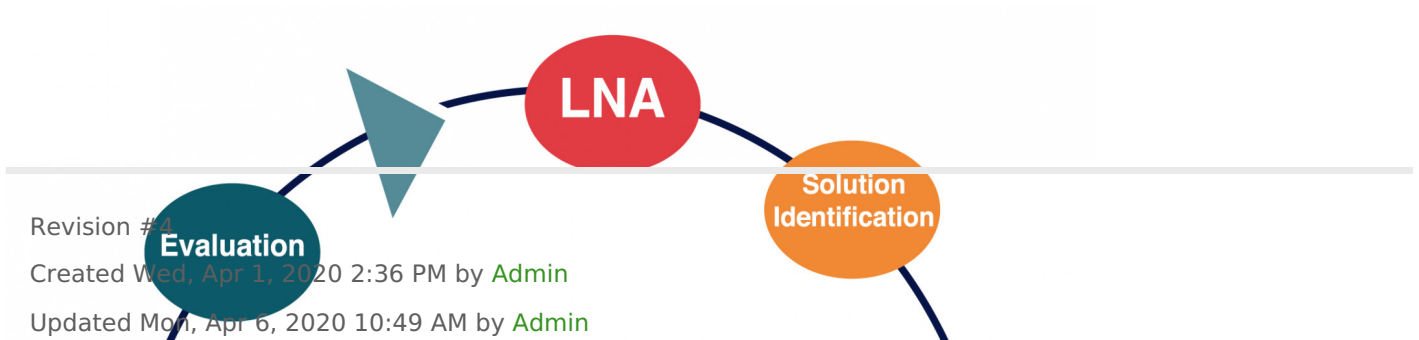 LNA
Solution
Identification
Evaluation
Revision #4
Created Wed, Apr 1, 2020 2:36 PM by Admin
Updated Mon, Apr 6, 2020 10:49 AM by Admin